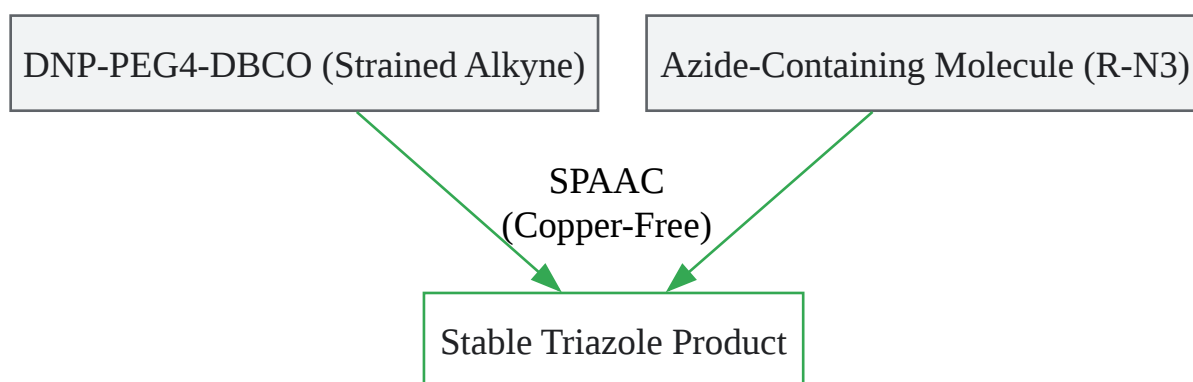 DNP-PEG4-DBCO (Strained Alkyne)
Azide-Containing Molecule (R-N3)
SPAAC
(Copper-Free)
Stable Triazole Product